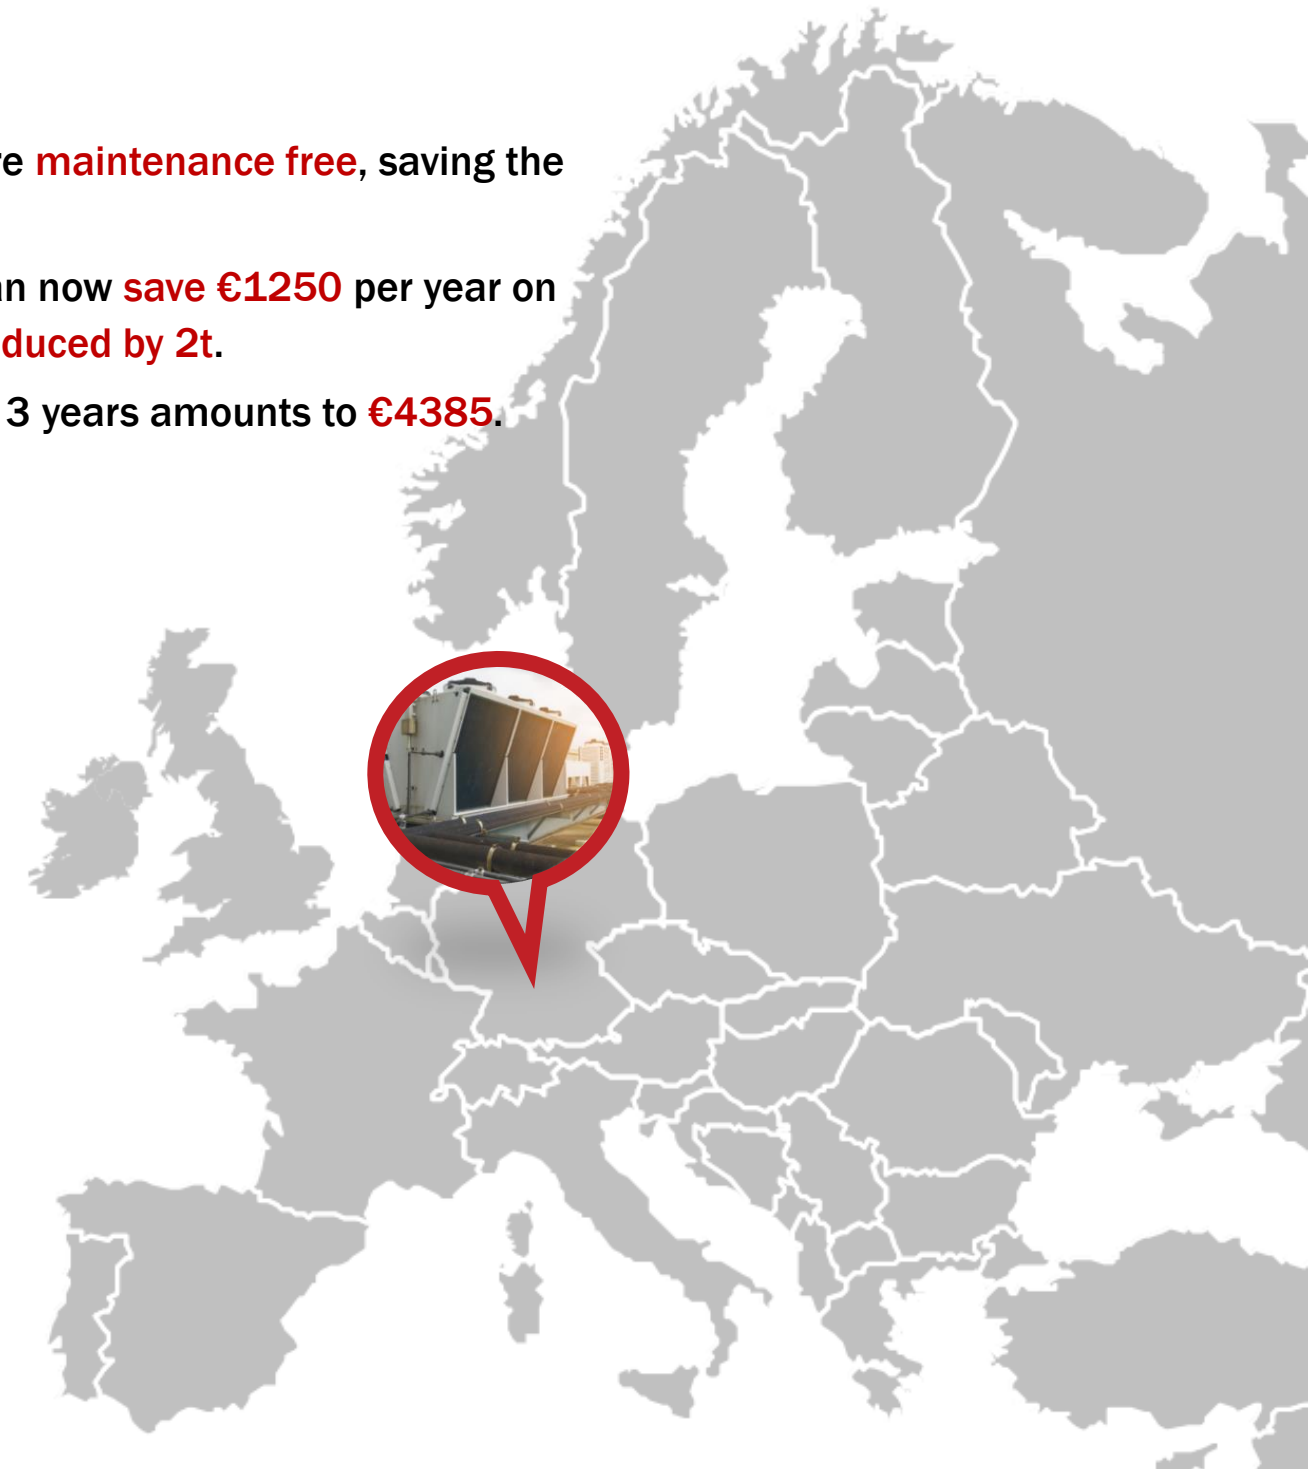 re maintenance free, saving the
an now save €1250 per year on
duced by 2t.
3 years amounts to €4385.